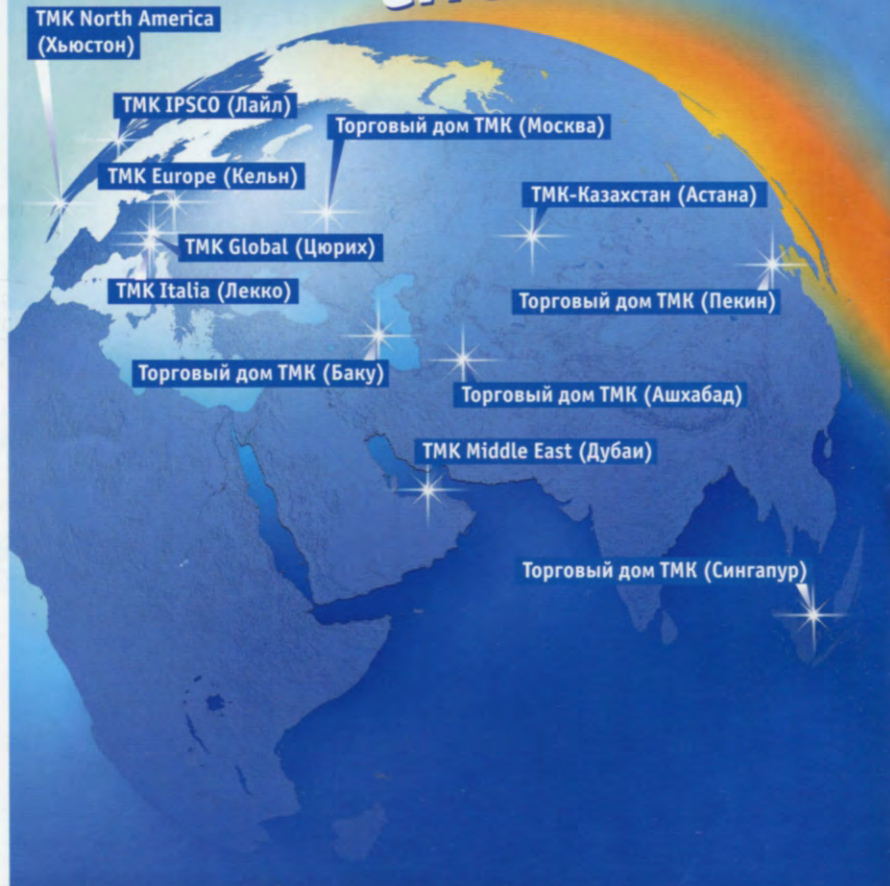 TMK North America
(Хьюстон)
TMK IPSCO (Лайл)
Торговый дом ТМК (Москва)
TMK Europe (Кельн)
ТМК-Казахстан (Астана)
TMK Global (Цюрих)
TMK Italia (Лекко)
Торговый дом ТМК (Пекин)
Торговый дом ТМК (Баку)
Торговый дом ТМК (Ашхабад)
TMK Middle East (Дубаи)
Торговый дом ТМК (Сингапур)